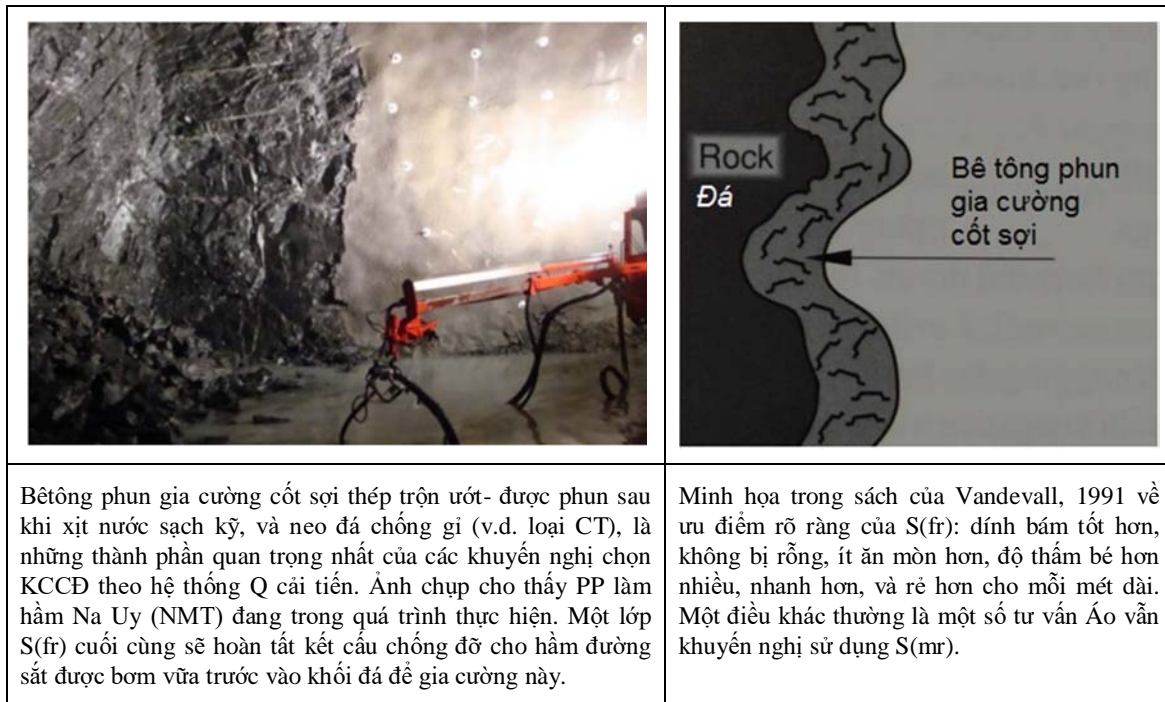 Rock
Đá
Bê tông phun
gia cường
cốt sợi
Bêtông phun gia cường cốt sợi thép trộn ướt- được phun sau
khi xịt nước sạch kỹ, và neo đá chống gỉ (v.d. loại CT), là
những thành phần quan trọng nhất của các khuyến nghị chọn
KCCĐ theo hệ thống Q cải tiến. Ảnh chụp cho thấy PP làm
hầm Na Uy (NMT) đang trong quá trình thực hiện. Một lớp
S(fr) cuối cùng sẽ hoàn tất kết cấu chống đỡ cho hầm đường
sắt được bơm vữa trước vào khối đá để gia cường này.
Minh họa trong sách của Vandevall, 1991 về
ưu điểm rõ ràng của S(fr): dính bám tốt hơn,
không bị rỗng, ít ăn mòn hơn, độ thấm bé hơn
nhiều, nhanh hơn, và rẻ hơn cho mỗi mét dài.
Một điều khác thường là một số tư vấn Áo vẫn
khuyến nghị sử dụng S(mr).